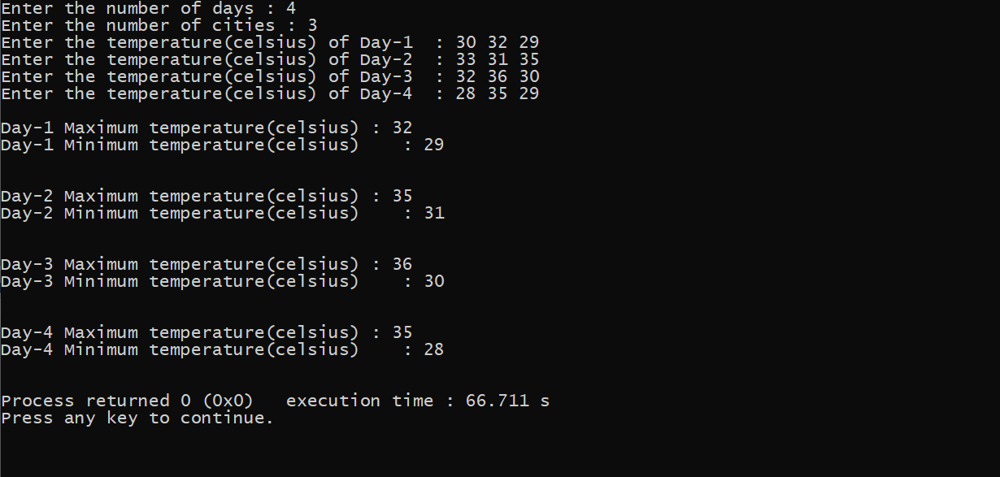 Enter the number of days : 4
Enter the number of cities : 3
Enter the temperature(celsius) of Day-1  : 30 32 29
Enter the temperature(celsius) of Day-2  : 33 31 35
Enter the temperature(celsius) of Day-3  : 32 36 30
Enter the temperature(celsius) of Day-4  : 28 35 29
Day-1 Maximum temperature(celsius) : 32
Day-1 Minimum temperature(celsius)    : 29
Day-2 Maximum temperature(celsius) : 35
Day-2 Minimum temperature(celsius)    : 31
Day-3 Maximum temperature(celsius) : 36
Day-3 Minimum temperature(celsius)    : 30
Day-4 Maximum temperature(celsius) : 35
Day-4 Minimum temperature(celsius)    : 28
Process returned 0 (0x0)   execution time : 66.711 s
Press any key to continue.